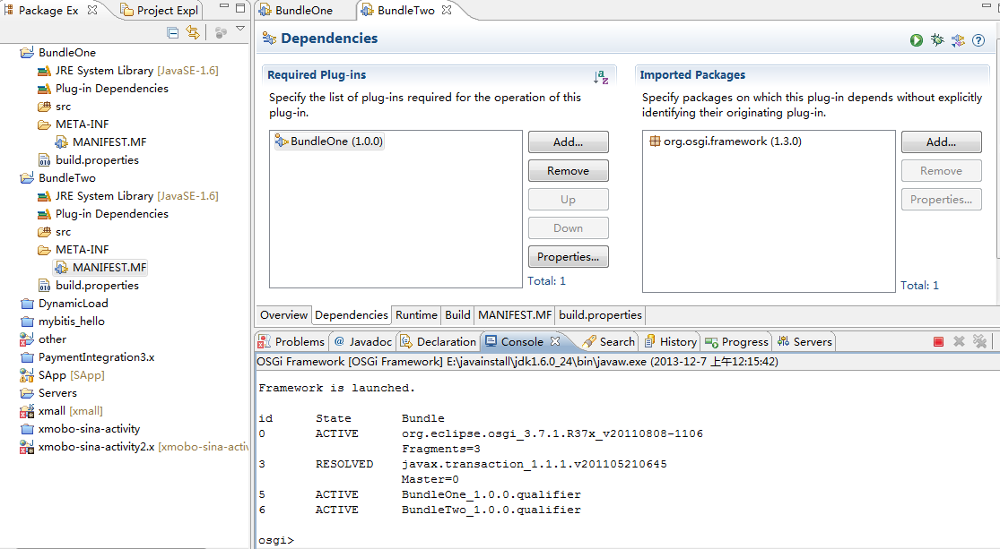 Package Ex
Project Expl
BundleOne
JRE System Library [JavaSE-1.6]
Plug-in Dependencies
src
META-INF
MANIFEST.MF
build.properties
BundleTwo
JRE System Library [JavaSE-1.6]
Plug-in Dependencies
src
META-INF
MANIFEST.MF
build.properties
DynamicLoad
mybitis_hello
other
PaymentIntegration3.x
SApp [SApp]
Servers
xmall [xmall]
xmobo-sina-activity
xmobo-sina-activity2.x [xmobo-sina-activ
BundleOne BundleTwo
Dependencies
Required Plug-ins
Specify the list of plug-ins required for the operation of this
plug-in.
BundleOne (1.0.0)
Add...
Remove
Up
Down
Properties...
Total: 1
Imported Packages
Specify packages on which this plug-in depends without explicitly
identifying their originating plug-in.
org.osgi.framework (1.3.0)
Add...
Remove
Properties...
Total: 1
Overview Dependencies Runtime Build MANIFEST.MF build.properties
Problems @ Javadoc Declaration Console Search History Progress Servers
OSGi Framework [OSGi Framework] E:\javainstall\jdk1.6.0_24\bin\javaw.exe (2013-12-7 上午12:15:42)
Framework is launched.
id State Bundle
0 ACTIVE org.eclipse.osgi_3.7.1.R37x_v20110808-1106
Fragments=3
3 RESOLVED javax.transaction_1.1.1.v201105210645
Master=0
5 ACTIVE BundleOne_1.0.0.qualifier
6 ACTIVE BundleTwo_1.0.0.qualifier
osgi>